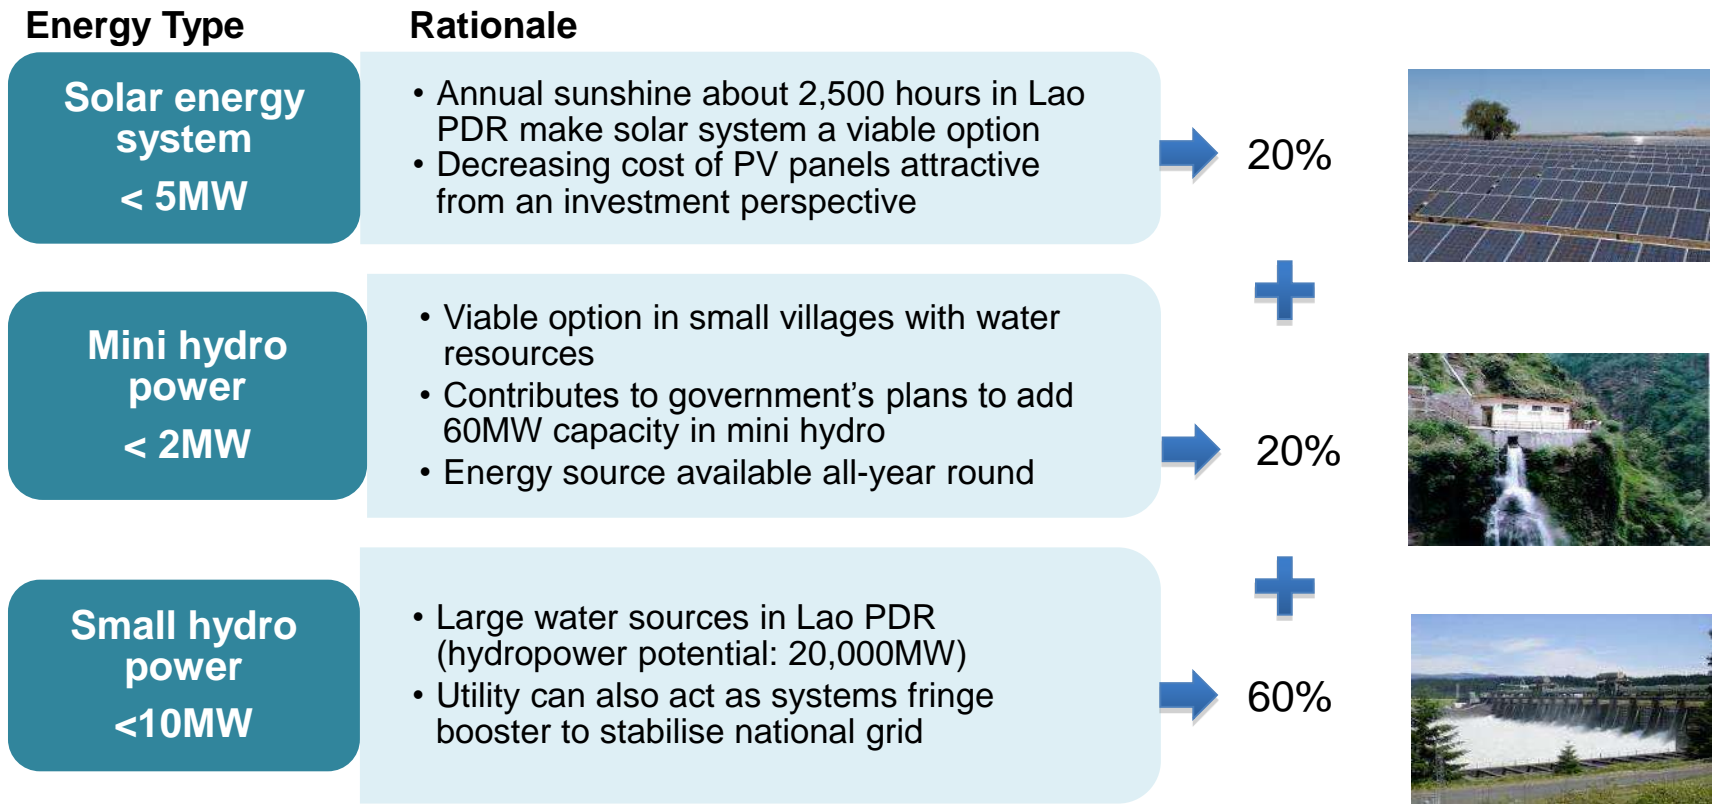 Energy Type
Rationale
Solar energy
system
< 5MW
• Annual sunshine about 2,500 hours in Lao
PDR make solar system a viable option
• Decreasing cost of PV panels attractive
from an investment perspective
20%
Mini hydro
power
< 2MW
• Viable option in small villages with water
resources
• Contributes to government’s plans to add
60MW capacity in mini hydro
• Energy source available all-year round
20%
Small hydro
power
<10MW
• Large water sources in Lao PDR
(hydropower potential: 20,000MW)
• Utility can also act as systems fringe
booster to stabilise national grid
60%